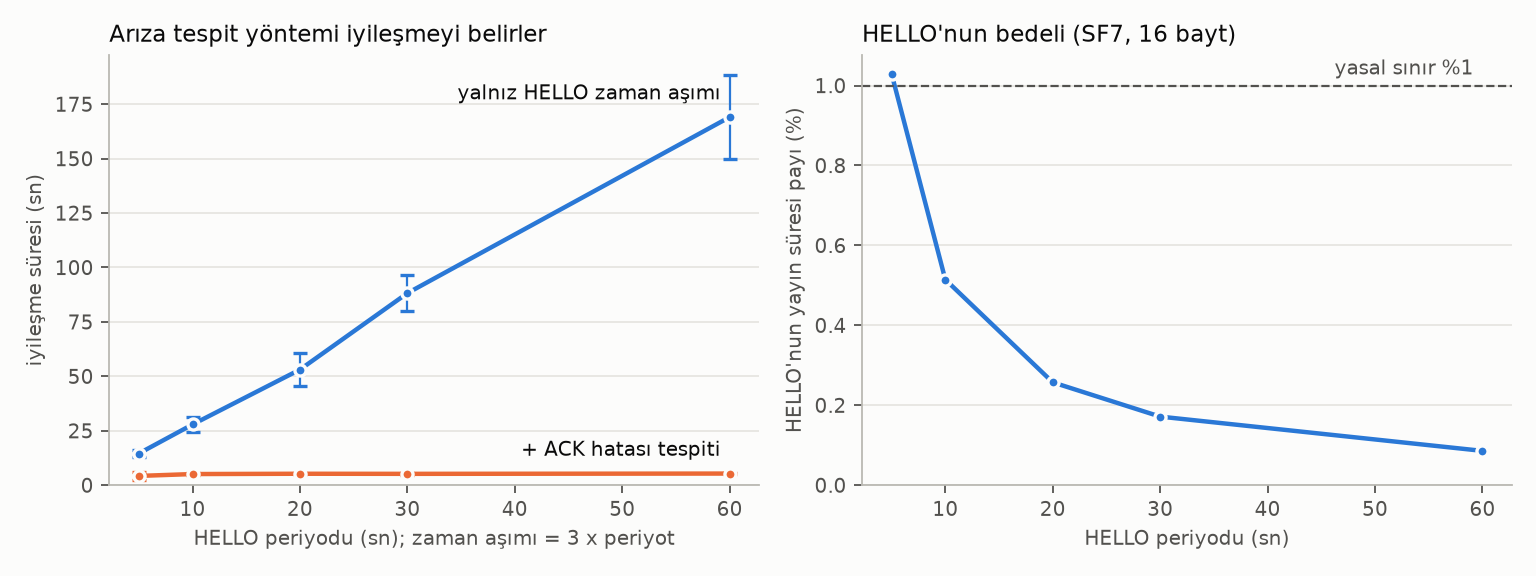 Arıza tespit yöntemi iyileşmeyi belirler
yalnız HELLO zaman aşımı
+ ACK hatası tespiti
iyileşme süresi (sn)
175
150
125
100
75
50
25
0
10 20 30 40 50 60
HELLO periyodu (sn); zaman aşımı = 3 x periyot
HELLO'nun bedeli (SF7, 16 bayt)
yasal sınır %1
HELLO'nun yayın süresi payı (%)
1.0
0.8
0.6
0.4
0.2
0.0
10 20 30 40 50 60
HELLO periyodu (sn)